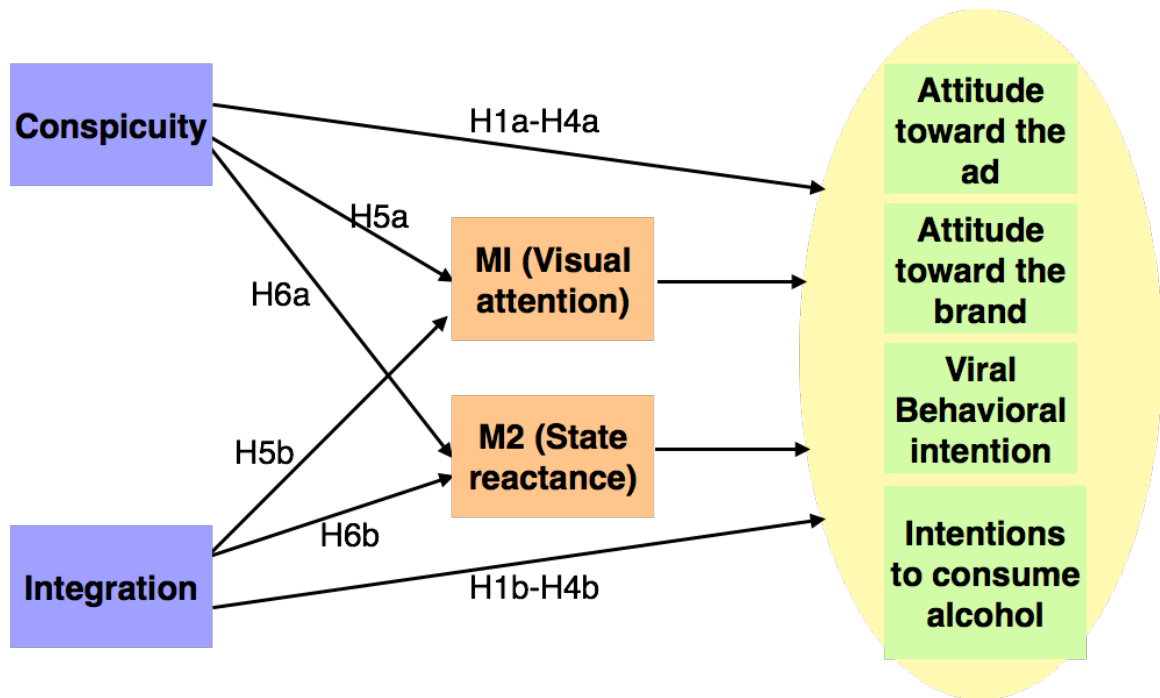 Conspicuity
H1a-H4a
H5a
H6a
MI (Visual
attention)
M2 (State
reactance)
H5b
H6b
Integration
H1b-H4b
Attitude
toward the
ad
Attitude
toward the
brand
Viral
Behavioral
intention
Intentions
to consume
alcohol